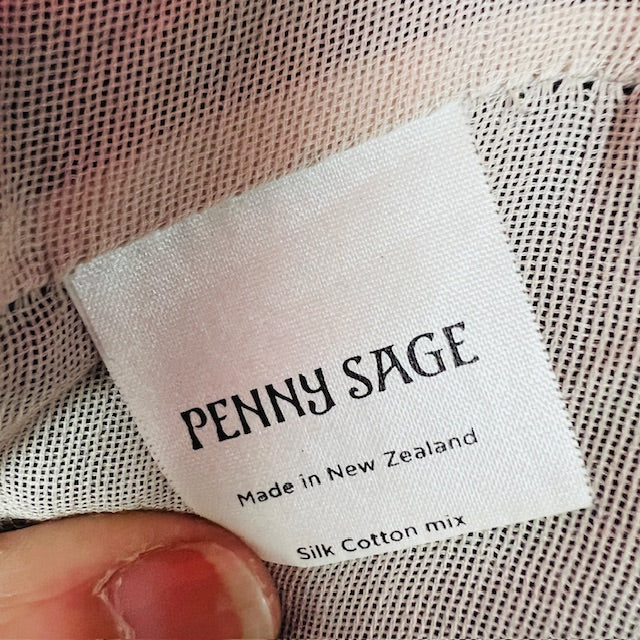 PENNY SAGE
Made in New Zealand
Silk Cotton mix